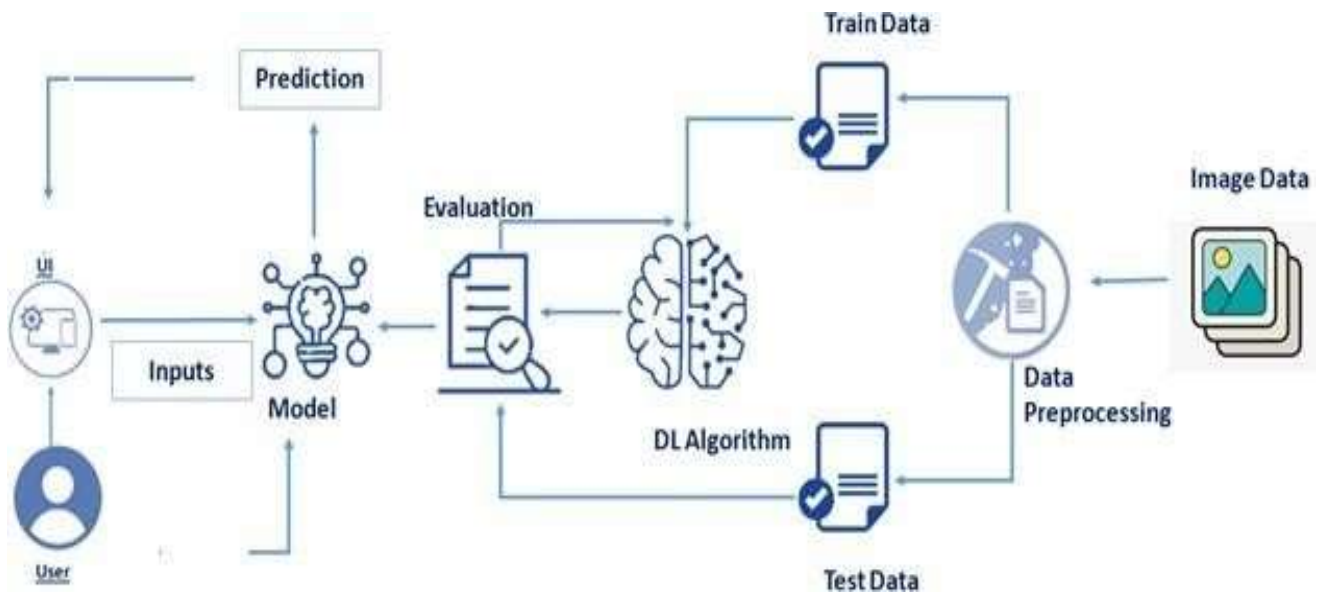 Train Data
Prediction
Image Data
Evaluation
UI
Inputs
Model
Data
Preprocessing
DL Algorithm
User
Test Data